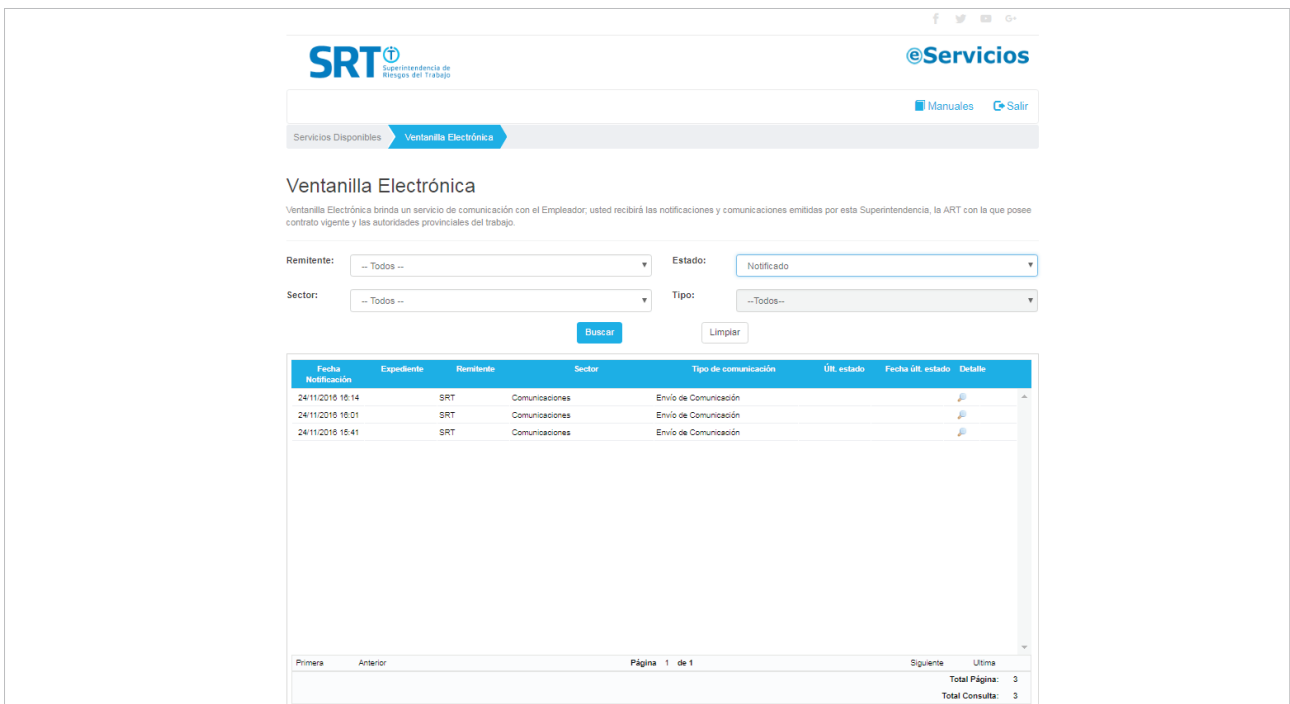 SRT
Superintendencia de
Riesgos del Trabajo
eServicios
Manuales Salir
Servicios Disponibles Ventanilla Electrónica
Ventanilla Electrónica
Ventanilla Electrónica brinda un servicio de comunicación con el Empleador; usted recibirá las notificaciones y comunicaciones emitidas por esta Superintendencia, la ART con la que posee
contrato vigente y las autoridades provinciales del trabajo.
Remitente: -- Todos -- Estado: Notificado
Sector: -- Todos -- Tipo: --Todos--
Buscar Limpiar
Fecha Notificación Expediente Remitente Sector Tipo de comunicación Últ. estado Fecha últ. estado Detalle
24/11/2016 16:14 SRT Comunicaciones Envío de Comunicación
24/11/2016 16:01 SRT Comunicaciones Envío de Comunicación
24/11/2016 15:41 SRT Comunicaciones Envío de Comunicación
Primera Anterior Página 1 de 1 Siguiente Ultima
Total Página: 3
Total Consulta: 3